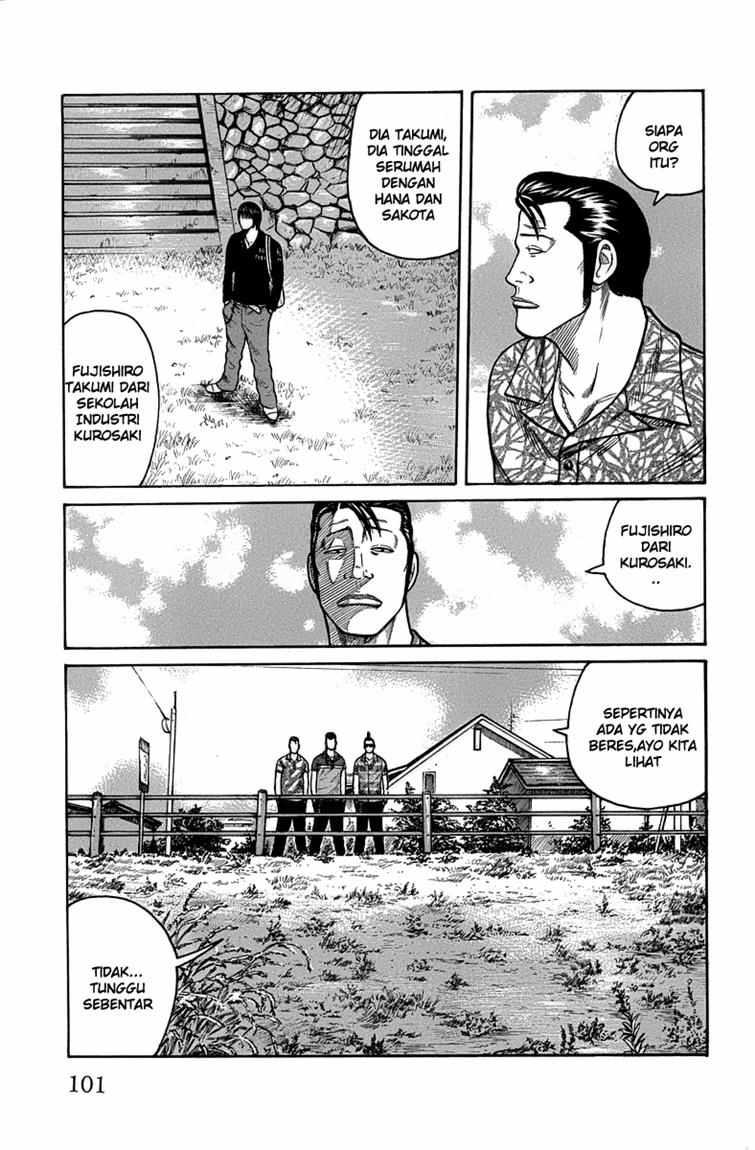 SIAPA
ORG
ITU?
DIA TAKUMI,
DIA TINGGAL
SERUMAH
DENGAN
HANA DAN
SAKOTA
FUJISHIRO
TAKUMI DARI
SEKOLAH
INDUSTRI
KUROSAKI
FUJISHIRO
DARI
KUROSAKI.
..
SEPERTINYA
ADA YG TIDAK
BERES,AYO KITA
LIHAT
TIDAK...
TUNGGU
SEBENTAR
101